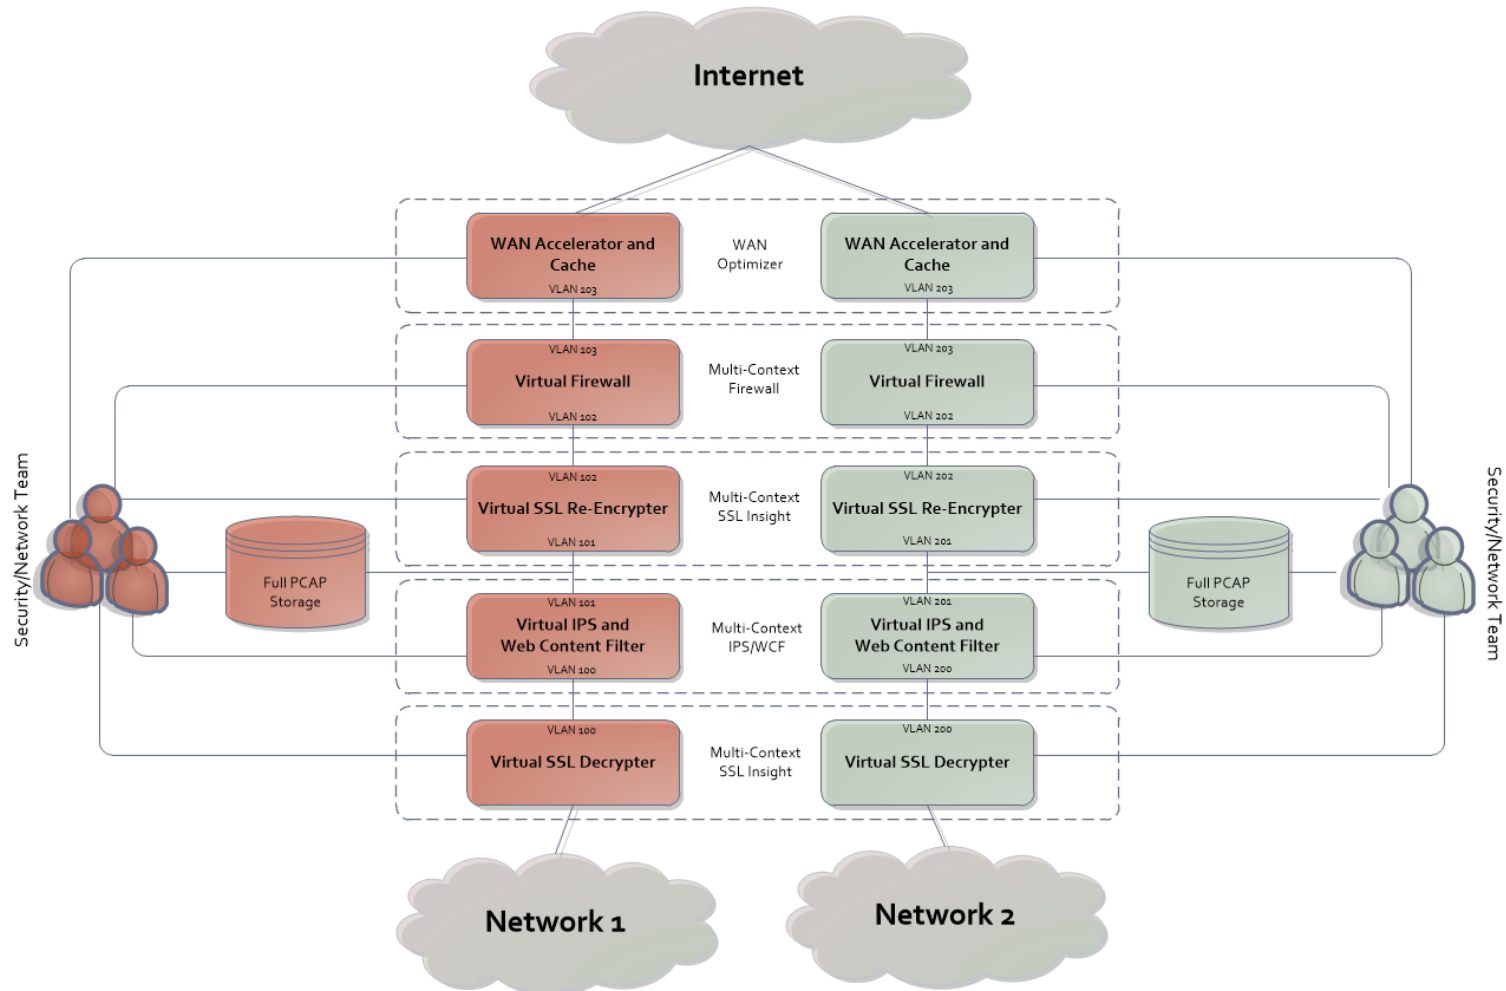 Internet
WAN Accelerator and
Cache
VLAN 103
WAN
Optimizer
WAN Accelerator and
Cache
VLAN 203
VLAN 103
Virtual Firewall
VLAN 102
Multi-Context
Firewall
VLAN 203
Virtual Firewall
VLAN 202
VLAN 102
Virtual SSL Re-Encrypter
VLAN 101
Multi-Context
SSL Insight
VLAN 202
Virtual SSL Re-Encrypter
VLAN 201
Security/Network Team
Full PCAP
Storage
Full PCAP
Storage
Security/Network Team
VLAN 101
Virtual IPS and
Web Content Filter
VLAN 100
Multi-Context
IPS/WCF
VLAN 201
Virtual IPS and
Web Content Filter
VLAN 200
VLAN 100
Virtual SSL Decrypter
Multi-Context
SSL Insight
VLAN 200
Virtual SSL Decrypter
Network 1
Network 2